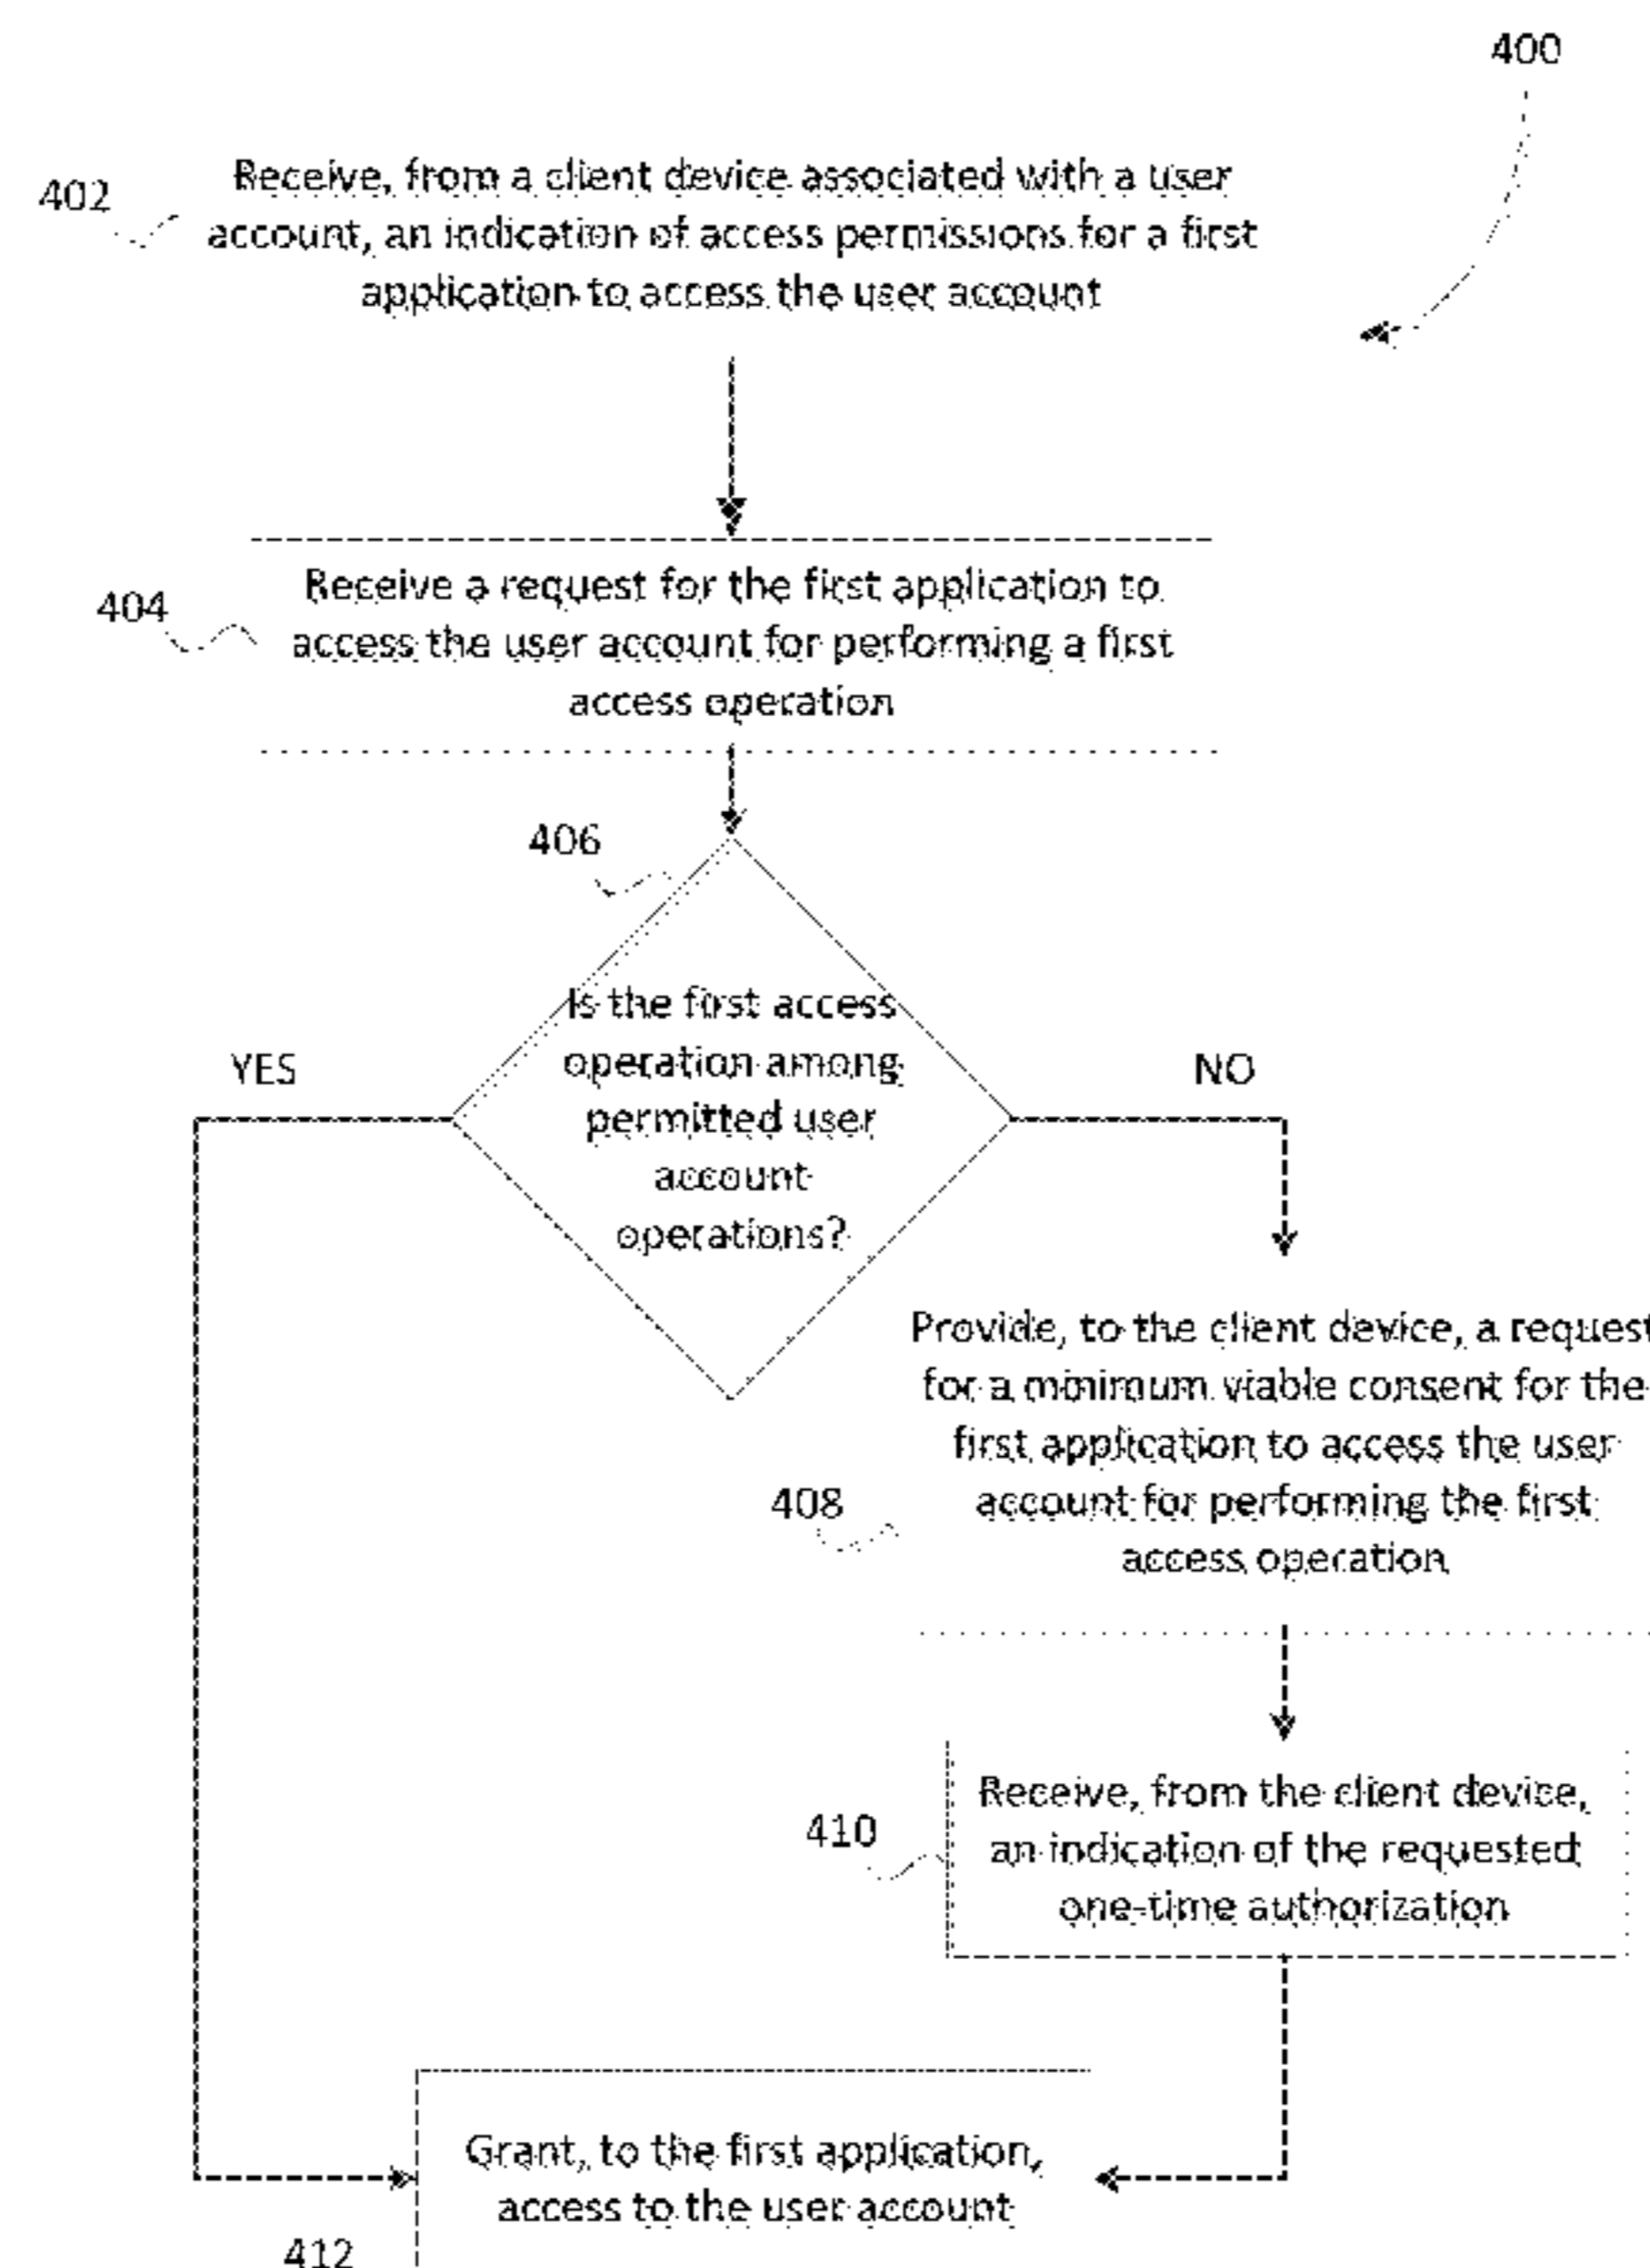 400
402
Receive, from a client device associated with a user
account, an indication of access permissions for a first
application to access the user account
404
Receive a request for the first application to
access the user account for performing a first
access operation
406
Is the first access
operation among
permitted user
account
operations?
YES
NO
Provide, to the client device, a request
for a minimum viable consent for the
first application to access the user
account for performing the first
access operation
408
Receive, from the client device,
an indication of the requested
one-time authorization
410
Grant, to the first application,
access to the user account
412